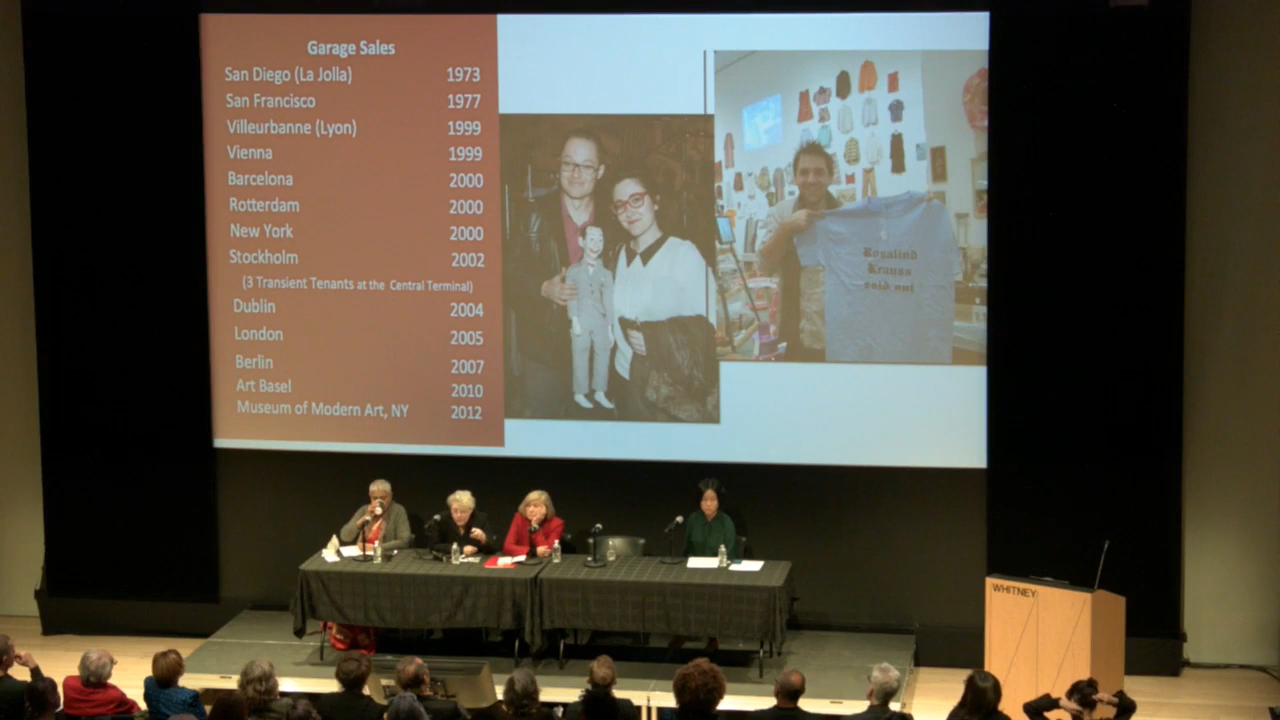 Garage Sales
San Diego (La Jolla) 1973
San Francisco 1977
Villeurbanne (Lyon) 1999
Vienna 1999
Barcelona 2000
Rotterdam 2000
New York 2000
Stockholm 2002
(3 Transient Tenants at the Central Terminal)
Dublin 2004
London 2005
Berlin 2007
Art Basel 2010
Museum of Modern Art, NY 2012
Rosalind
Krauss
sold out
WHITNEY